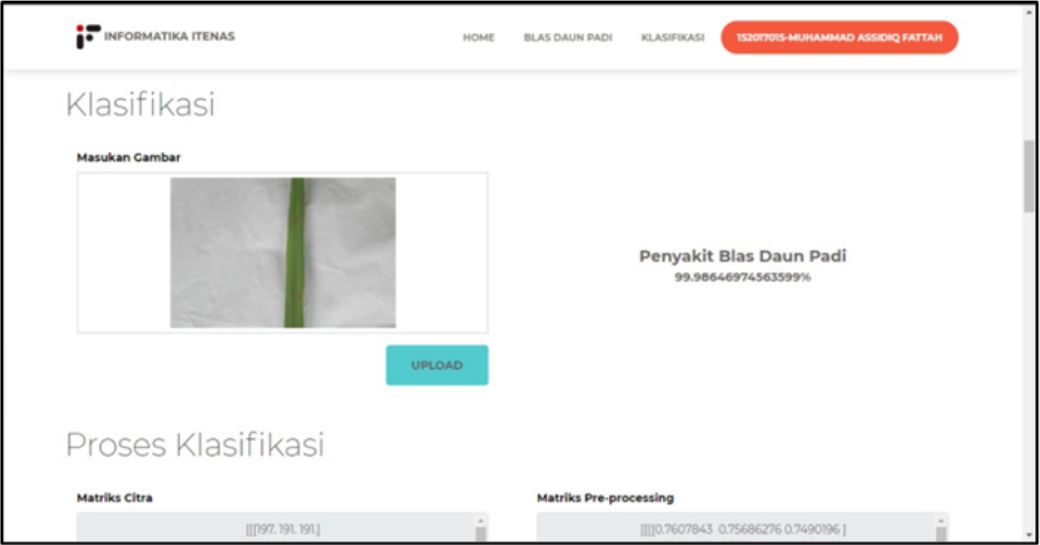 INFORMATIKA ITENAS
HOME
BLAS DAUN PADI
KLASIFIKASI
152017015-MUHAMMAD ASSIDIQ FATTAH
Klasifikasi
Masukan Gambar
Penyakit Blas Daun Padi
99.98646974563599%
UPLOAD
Proses Klasifikasi
Matriks Citra
Matriks Pre-processing
[[[197. 191. 191.]
[[[[0.7607843 0.75686276 0.7490196 ]